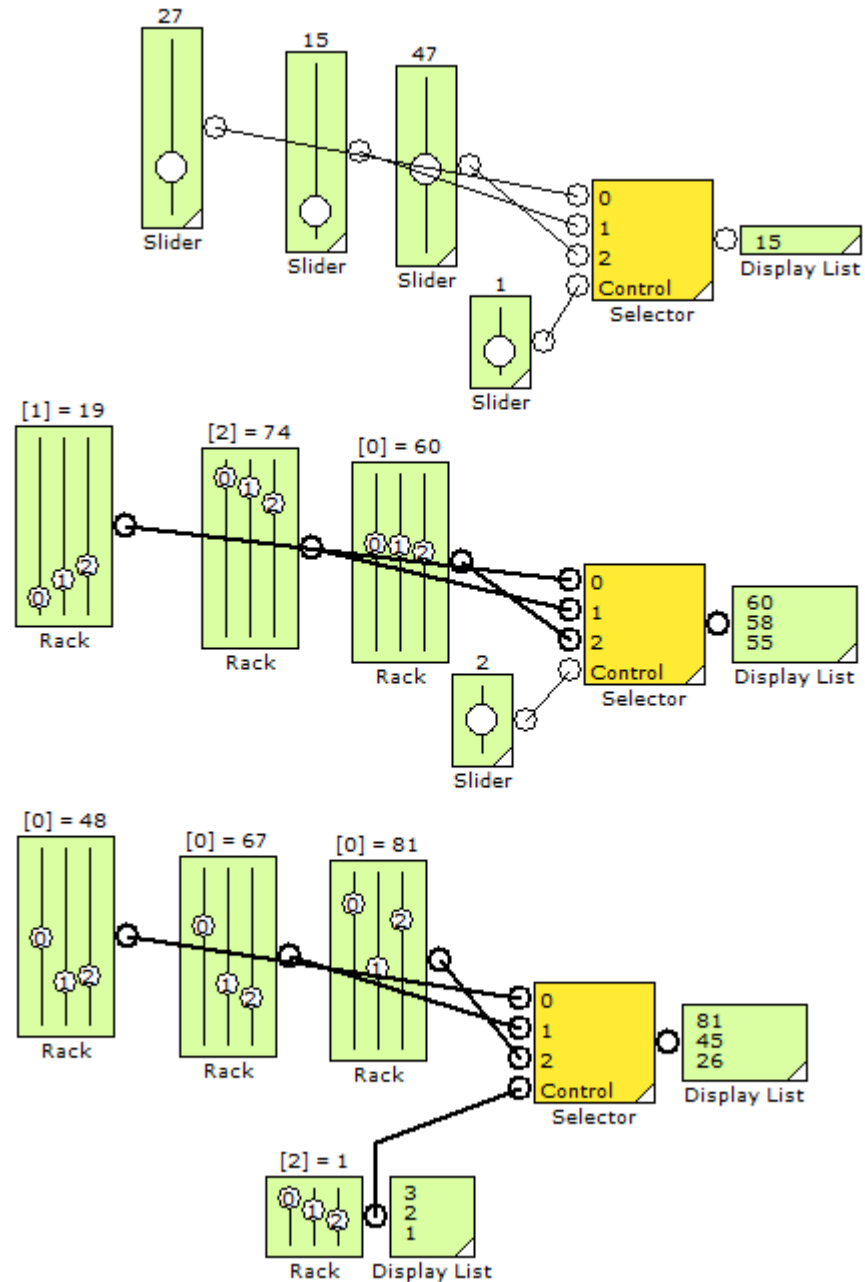 27
15
47
Slider
Slider
Slider
0
1
2
Control
Selector
15
Display List
1
Slider
[1] = 19
[2] = 74
[0] = 60
0
1
2
Rack
0
1
2
Rack
0
1
2
Rack
0
1
2
Control
Selector
60
58
55
Display List
2
Slider
[0] = 48
[0] = 67
[0] = 81
0
1
2
Rack
0
1
2
Rack
0
1
2
Rack
0
1
2
Control
Selector
81
45
26
Display List
[2] = 1
0
1
2
Rack
3
2
1
Display List